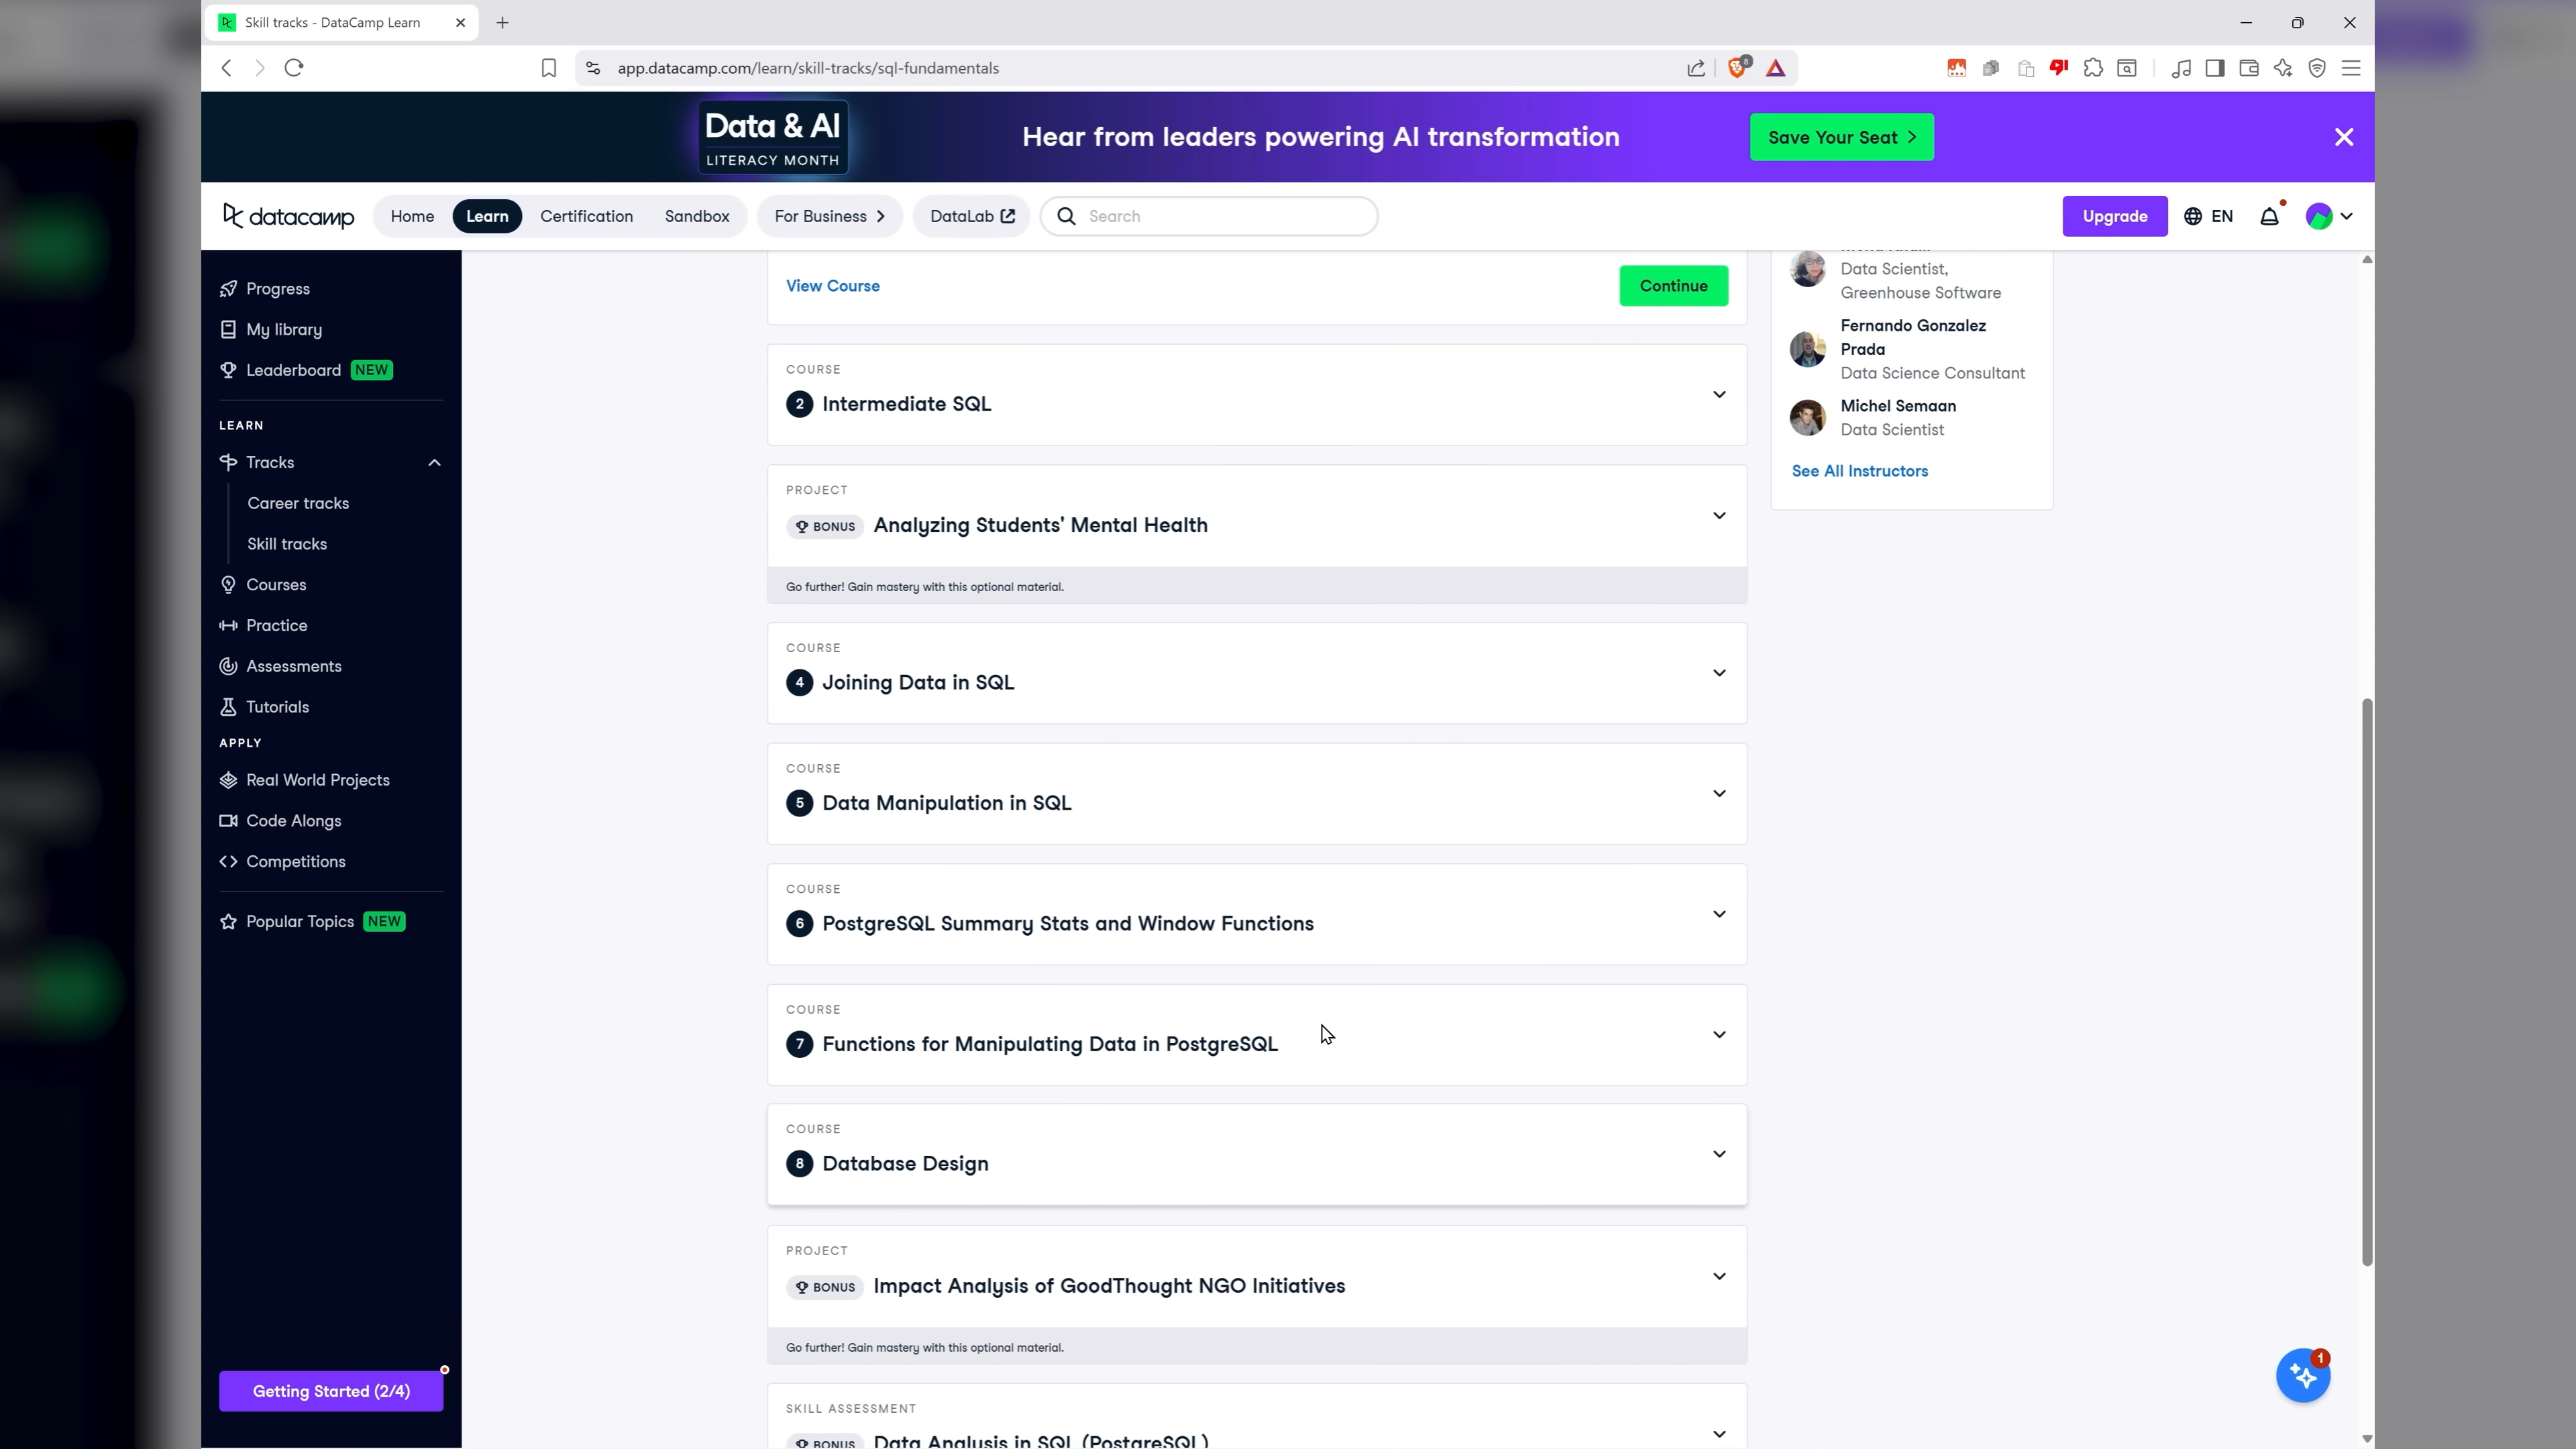 Skill tracks - DataCamp Learn
app.datacamp.com/learn/skill-tracks/sql-fundamentals
8
Data & AI
LITERACY MONTH
Hear from leaders powering AI transformation
Save Your Seat
datacamp
Home
Learn
Certification
Sandbox
For Business
DataLab
Search
Upgrade
EN
Progress
My library
Leaderboard NEW
LEARN
Tracks
Career tracks
Skill tracks
Courses
Practice
Assessments
Tutorials
APPLY
Real World Projects
Code Alongs
Competitions
Popular Topics NEW
Getting Started (2/4)
View Course
Continue
COURSE
2 Intermediate SQL
PROJECT
BONUS Analyzing Students' Mental Health
Go further! Gain mastery with this optional material.
COURSE
4 Joining Data in SQL
COURSE
5 Data Manipulation in SQL
COURSE
6 PostgreSQL Summary Stats and Window Functions
COURSE
7 Functions for Manipulating Data in PostgreSQL
COURSE
8 Database Design
PROJECT
BONUS Impact Analysis of GoodThought NGO Initiatives
Go further! Gain mastery with this optional material.
SKILL ASSESSMENT
BONUS Data Analysis in SQL (PostgreSQL)
Data Scientist,
Greenhouse Software
Fernando Gonzalez
Prada
Data Science Consultant
Michel Semaan
Data Scientist
See All Instructors
1